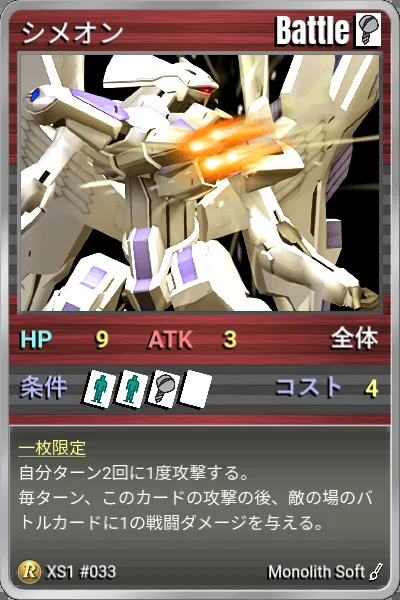 シメオン Battle
HP 9 ATK 3 全体
条件 コスト 4
一枚限定
自分ターン2回に1度攻撃する。
毎ターン、このカードの攻撃の後、敵の場のバ
トルカードに1の戦闘ダメージを与える。
R XS1 #033 Monolith Soft